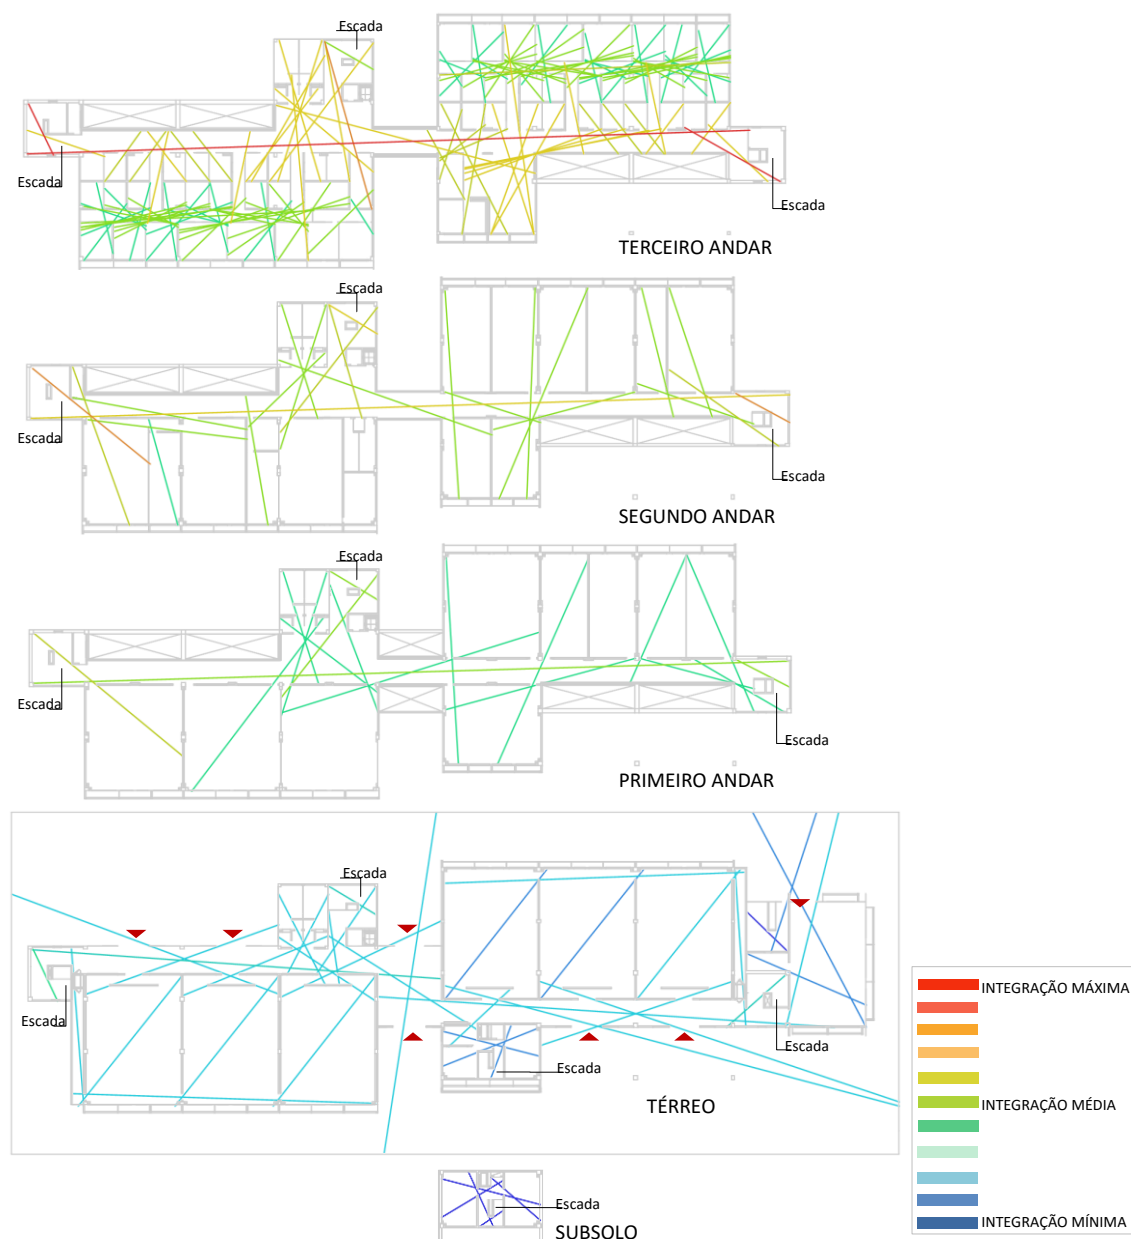 Escada
Escada
Escada
TERCEIRO ANDAR
Escada
Escada
Escada
SEGUNDO ANDAR
Escada
Escada
Escada
PRIMEIRO ANDAR
Escada
Escada
Escada
Escada
TÉRREO
Escada
SUBSOLO
INTEGRAÇÃO MÁXIMA
INTEGRAÇÃO MÉDIA
INTEGRAÇÃO MÍNIMA